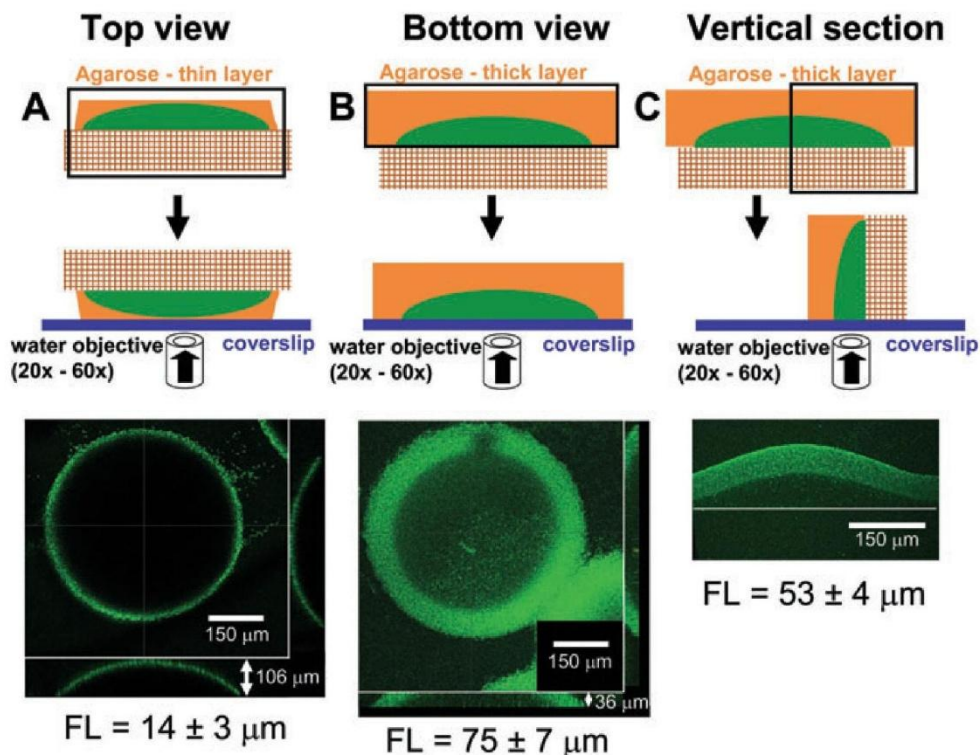 Top view
Bottom view
Vertical section
Agarose - thin layer
Agarose - thick layer
Agarose - thick layer
A
B
C
water objective
(20x - 60x)
coverslip
water objective
(20x - 60x)
coverslip
water objective
(20x - 60x)
coverslip
150 µm
106 µm
150 µm
36 µm
150 µm
FL = 14 ± 3 µm
FL = 75 ± 7 µm
FL = 53 ± 4 µm